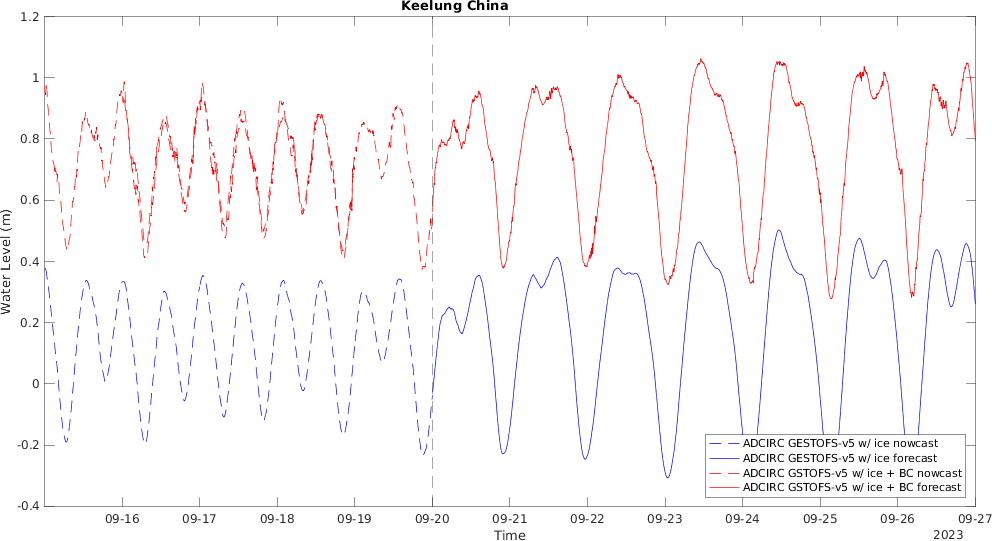 Keelung China
Water Level (m)
1.2
1
0.8
0.6
0.4
0.2
0
-0.2
-0.4
ADCIRC GESTOFS-v5 w/ ice nowcast
ADCIRC GESTOFS-v5 w/ ice forecast
ADCIRC GSTOFS-v5 w/ ice + BC nowcast
ADCIRC GSTOFS-v5 w/ ice + BC forecast
09-16 09-17 09-18 09-19 09-20 09-21 09-22 09-23 09-24 09-25 09-26 09-27
Time
2023